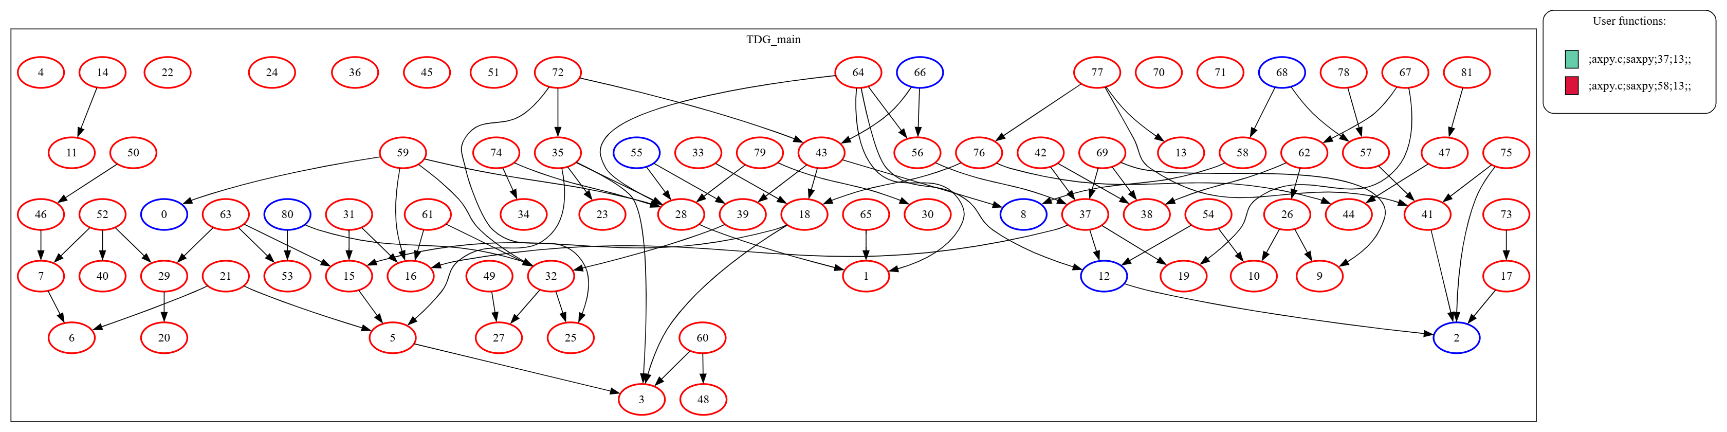 TDG_main
User functions:
;axpy.c;saxpy;37;13;;
;axpy.c;saxpy;58;13;;
4 14 22 24 36 45 51 72 64 66 77 70 71 68 78 67 81
11 50 59 74 35 55 33 79 43 56 76 42 69 13 58 62 57 47 75
46 52 0 63 80 31 61 34 23 28 39 18 65 30 8 37 38 54 26 44 41 73
7 40 29 21 53 15 16 49 32 1 12 19 10 9 17
6 20 5 27 25 60 2
3 48